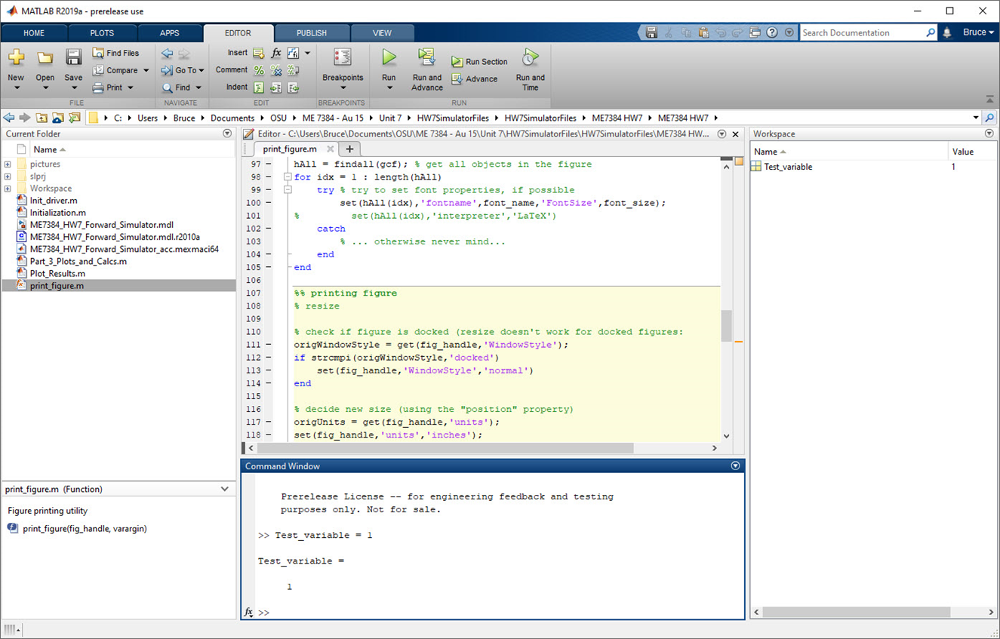 MATLAB R2019a - prerelease use
HOME PLOTS APPS EDITOR PUBLISH VIEW
Search Documentation
Bruce
New
Open
Save
Find Files
Compare
Print
FILE
Go To
Find
NAVIGATE
Insert
fx
fi
Comment
%
Indent
EDIT
Breakpoints
BREAKPOINTS
Run
Run and Advance
Run Section
Advance
Run and Time
RUN
C: Users Bruce Documents OSU ME 7384 - Au 15 Unit 7 HW7SimulatorFiles HW7SimulatorFiles ME7384 HW7 ME7384 HW7
Current Folder
Name
pictures
slprj
Workspace
Init_driver.m
Initialization.m
ME7384_HW7_Forward_Simulator.mdl
ME7384_HW7_Forward_Simulator.mdl.r2010a
ME7384_HW7_Forward_Simulator_acc.mexmaci64
Part_3_Plots_and_Calcs.m
Plot_Results.m
print_figure.m
print_figure.m (Function)
Figure printing utility
print_figure(fig_handle, varargin)
Editor - C:\Users\Bruce\Documents\OSU\ME 7384 - Au 15\Unit 7\HW7SimulatorFiles\HW7SimulatorFiles\ME7384 HW...
print_figure.m
97 – hAll = findall(gcf); % get all objects in the figure
98 – for idx = 1 : length(hAll)
99 – try % try to set font properties, if possible
100 – set(hAll(idx),'fontname',font_name,'FontSize',font_size);
101 % set(hAll(idx),'interpreter','LaTeX')
102 – catch
103 % ... otherwise never mind...
104 – end
105 – end
106
107 %% printing figure
108 % resize
109
110 % check if figure is docked (resize doesn't work for docked figures:
111 – origWindowStyle = get(fig_handle,'WindowStyle');
112 – if strcmpi(origWindowStyle,'docked')
113 – set(fig_handle,'WindowStyle','normal')
114 – end
115
116 % decide new size (using the "position" property)
117 – origUnits = get(fig_handle,'units');
118 – set(fig_handle,'units','inches');
Command Window
Prerelease License -- for engineering feedback and testing
purposes only. Not for sale.
>> Test_variable = 1
Test_variable =
1
fx >>
Workspace
Name Value
Test_variable 1